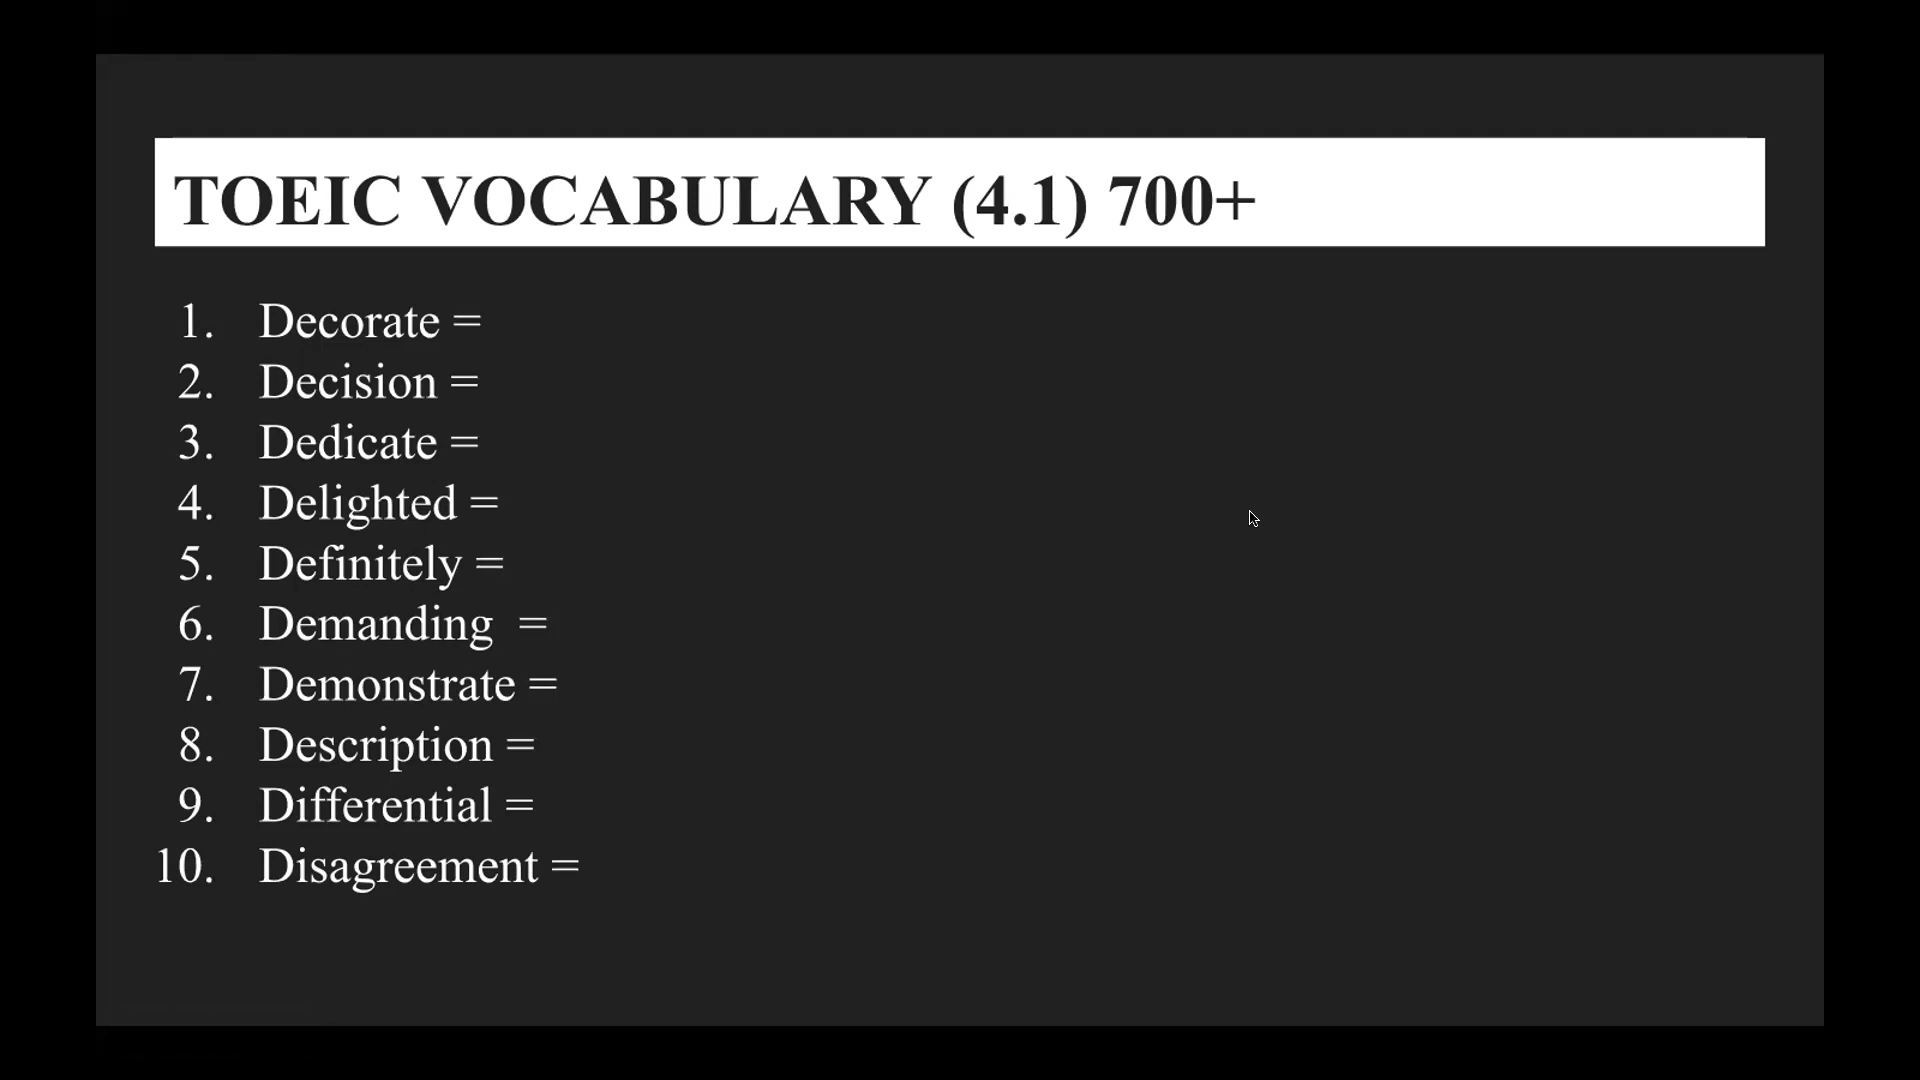 TOEIC VOCABULARY (4.1) 700+
1. Decorate =
2. Decision =
3. Dedicate =
4. Delighted =
5. Definitely =
6. Demanding  =
7. Demonstrate =
8. Description =
9. Differential =
10. Disagreement =